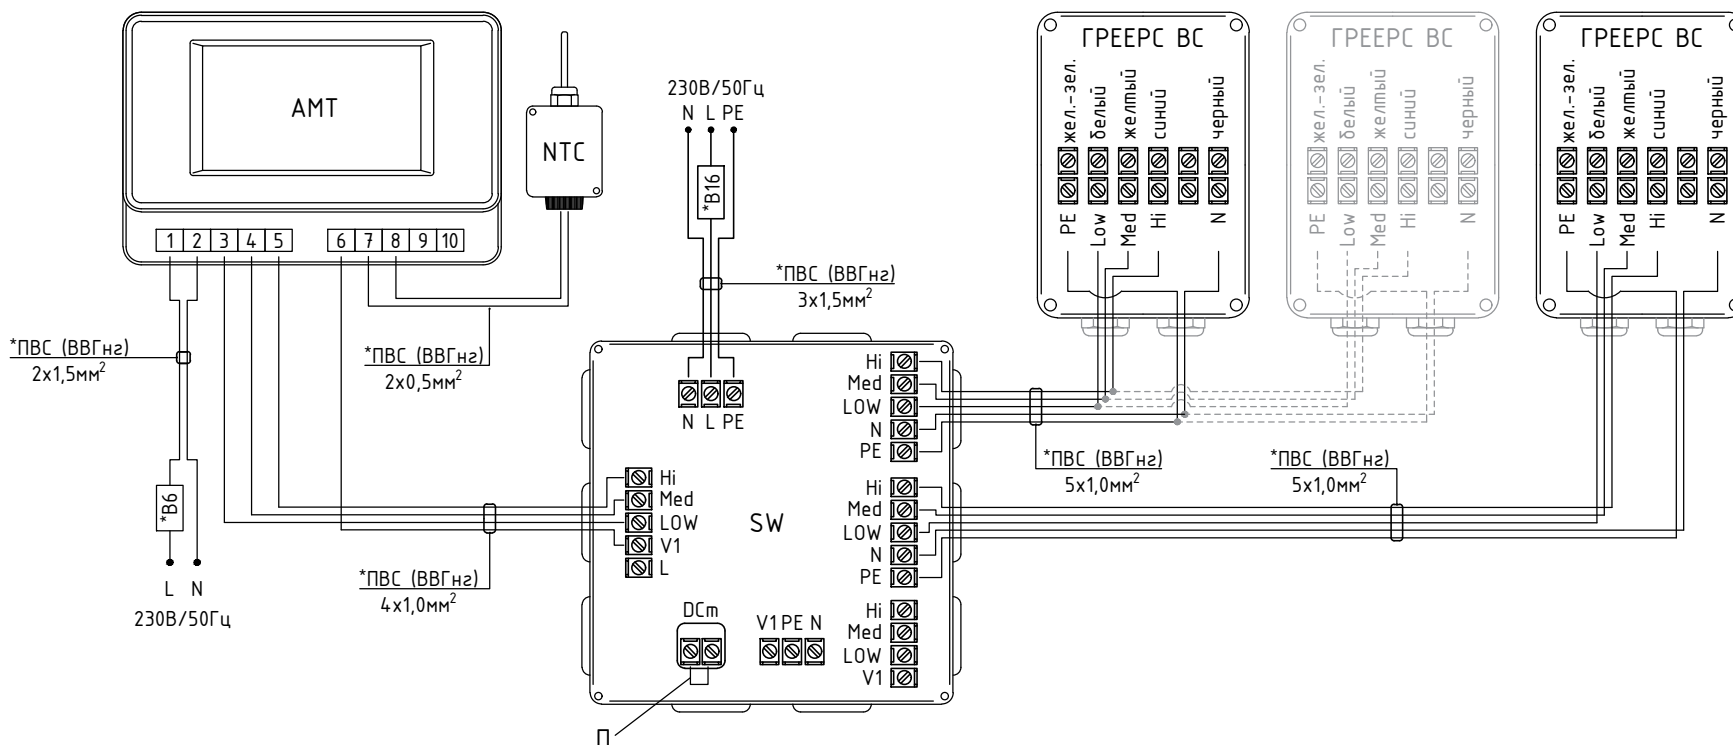 АМТ
1 2 3 4 5 6 7 8 9 10
NTC
230В/50Гц
N L PE
*В16
*ПВС (ВВГнг)
3х1,5мм²
*ПВС (ВВГнг)
2х1,5мм²
*ПВС (ВВГнг)
2х0,5мм²
*В6
L N
230В/50Гц
*ПВС (ВВГнг)
4х1,0мм²
N L PE
Hi
Med
LOW
V1
L
SW
DCm
V1 PE N
П
Hi
Med
LOW
N
PE
Hi
Med
LOW
N
PE
Hi
Med
LOW
V1
*ПВС (ВВГнг)
5х1,0мм²
*ПВС (ВВГнг)
5х1,0мм²
ГРЕЕРС ВС
жел.-зел.
белый
желтый
синий
черный
PE
Low
Med
Hi
N
ГРЕЕРС ВС
жел.-зел.
белый
желтый
синий
черный
PE
Low
Med
Hi
N
ГРЕЕРС ВС
жел.-зел.
белый
желтый
синий
черный
PE
Low
Med
Hi
N